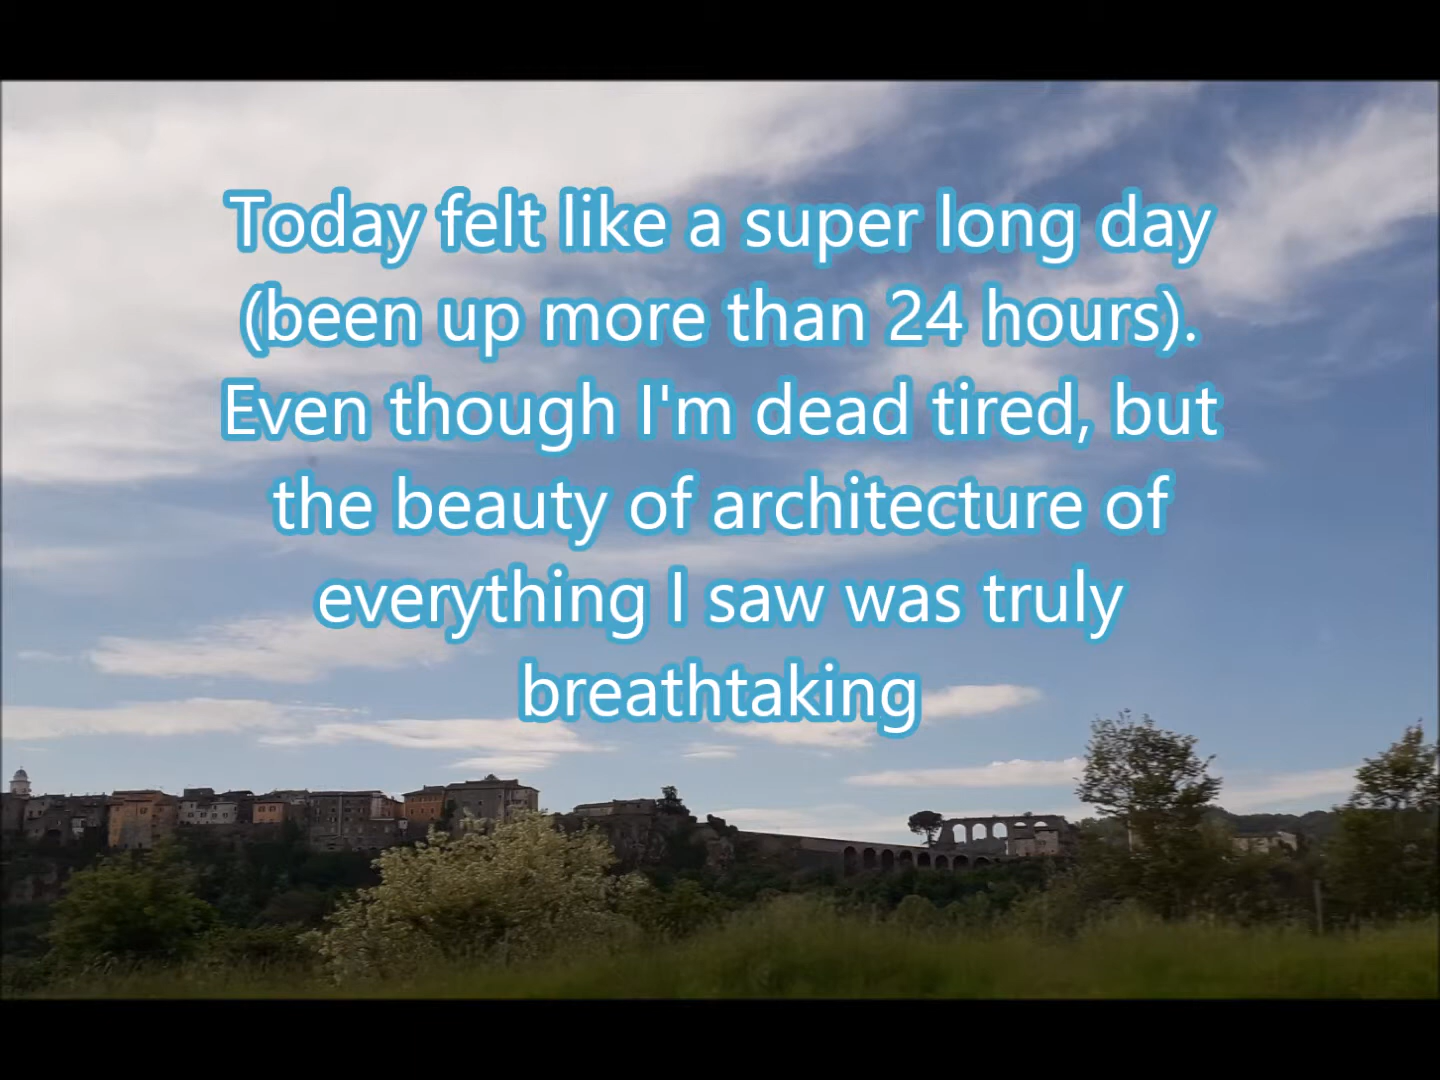 Today felt like a super long day
(been up more than 24 hours).
Even though I'm dead tired, but
the beauty of architecture of
everything I saw was truly
breathtaking